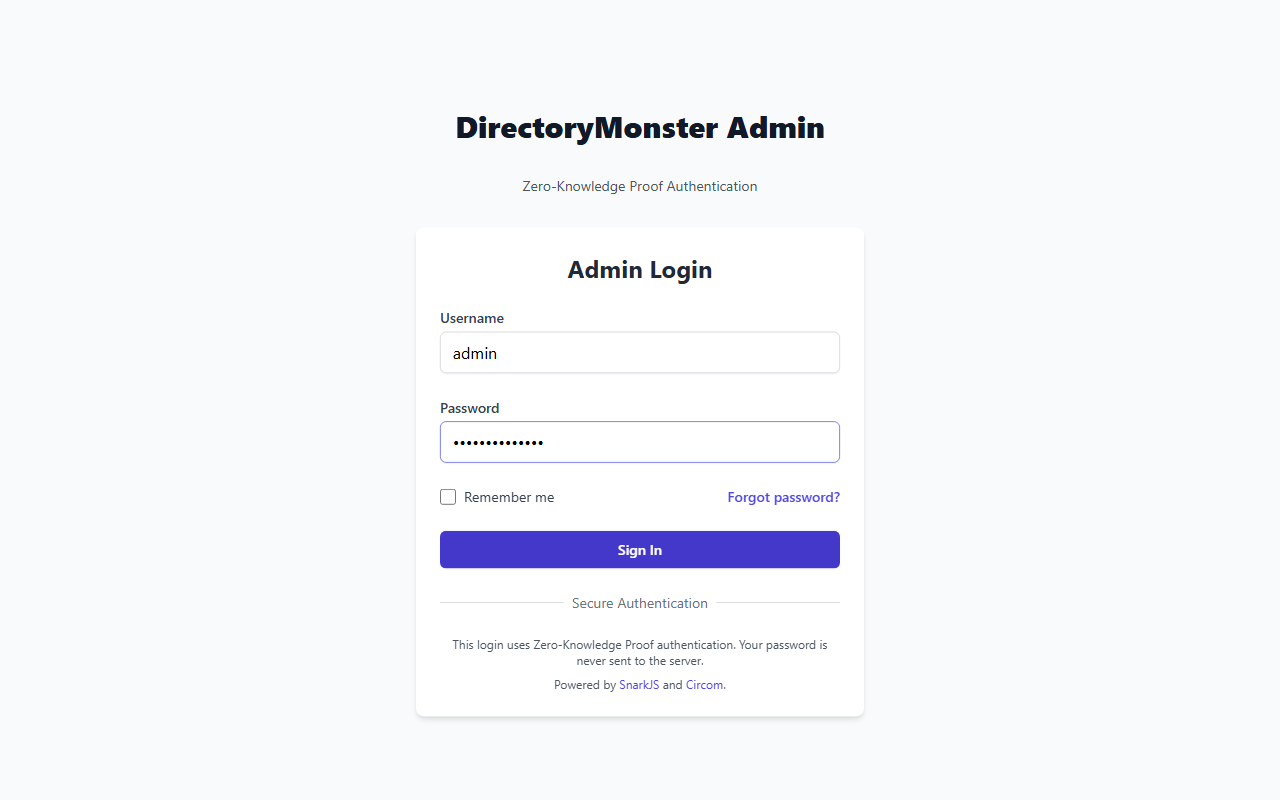 DirectoryMonster Admin
Zero-Knowledge Proof Authentication
Admin Login
Username
admin
Password
••••••••••••••
Remember me
Forgot password?
Sign In
Secure Authentication
This login uses Zero-Knowledge Proof authentication. Your password is
never sent to the server.
Powered by SnarkJS and Circom.